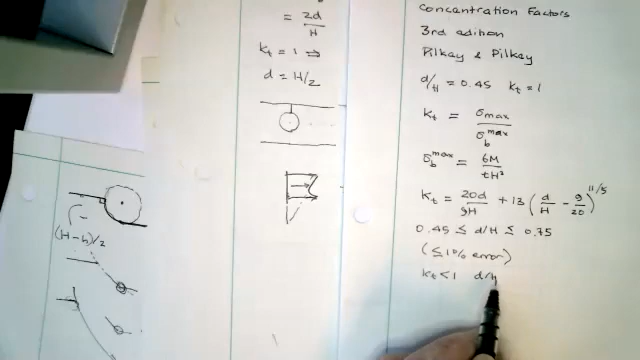 = 2d/H
kt = 1 ⇒
d = H/2
(H-h)/2
Concentration Factors
3rd edition
Pilkey & Pilkey
d/H = 0.45 kt = 1
kt = σmax/σb^max
σb^max = 6M/tH²
kt = 20d/9H + 13 (d/H - 9/20)^11/5
0.45 ≤ d/H ≤ 0.75
(≤ 1% error)
kt < 1 d/H